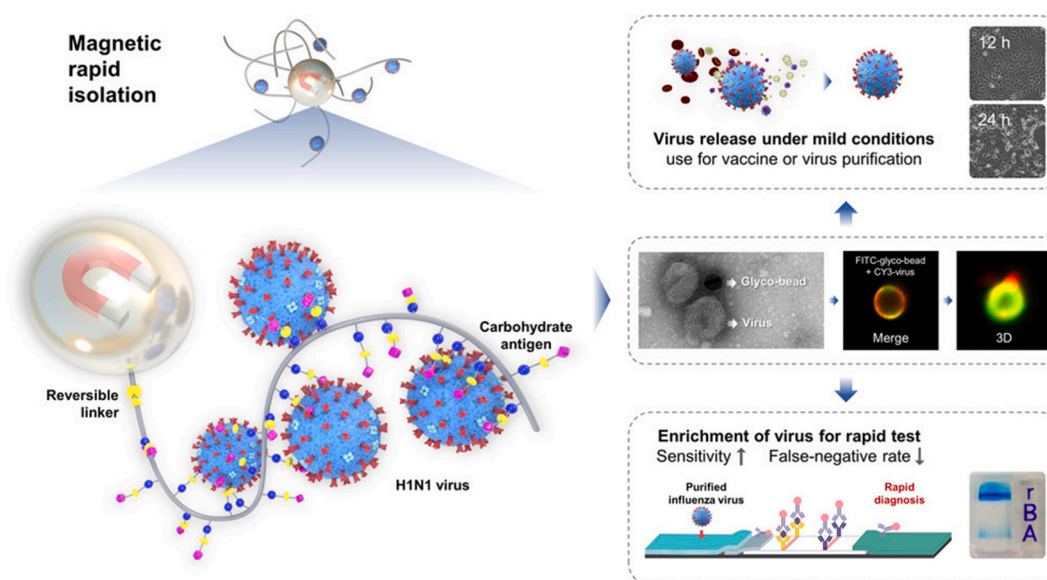 Magnetic
rapid
isolation
Reversible
linker
Carbohydrate
antigen
H1N1 virus
Virus release under mild conditions
use for vaccine or virus purification
12 h
24 h
Glyco-bead
Virus
FITC-glyco-bead
+ CY3-virus
Merge
3D
Enrichment of virus for rapid test
Sensitivity ↑ False-negative rate ↓
Purified
influenza virus
Rapid
diagnosis
r
B
A